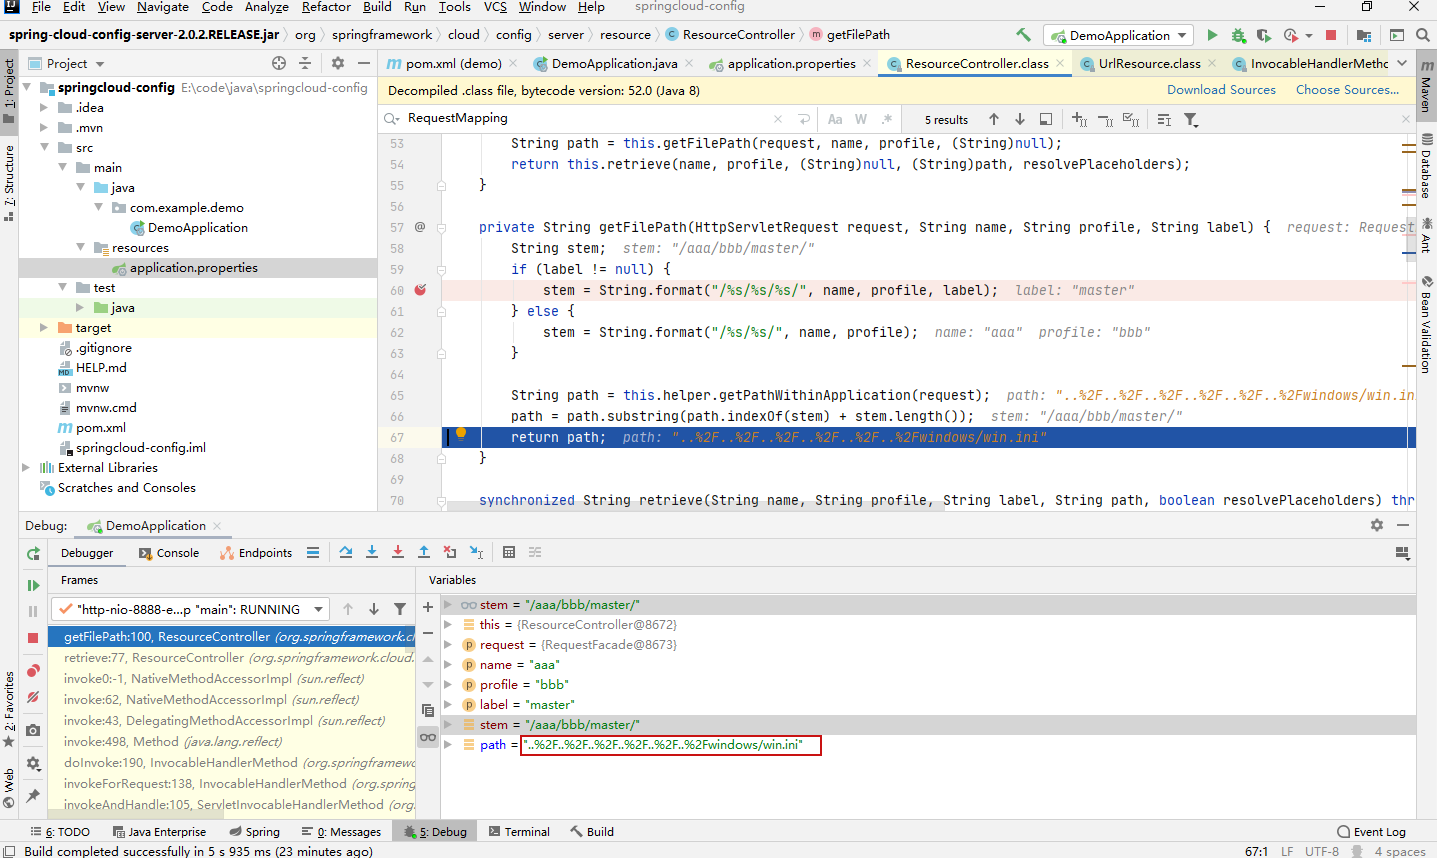 File Edit View Navigate Code Analyze Refactor Build Run Tools VCS Window Help springcloud-config
spring-cloud-config-server-2.0.2.RELEASE.jar org springframework cloud config server resource ResourceController getFilePath DemoApplication
Project
pom.xml (demo) DemoApplication.java application.properties ResourceController.class UrlResource.class InvocableHandlerMetho
Decompiled .class file, bytecode version: 52.0 (Java 8) Download Sources Choose Sources...
RequestMapping Aa W .* 5 results
1: Project
7: Structure
2: Favorites
Web
Maven
Database
Ant
Bean Validation
springcloud-config E:\code\java\springcloud-config
.idea
.mvn
src
main
java
com.example.demo
DemoApplication
resources
application.properties
test
java
target
.gitignore
HELP.md
mvnw
mvnw.cmd
pom.xml
springcloud-config.iml
External Libraries
Scratches and Consoles
53 String path = this.getFilePath(request, name, profile, (String)null);
54 return this.retrieve(name, profile, (String)null, (String)path, resolvePlaceholders);
55 }
56
57 @ private String getFilePath(HttpServletRequest request, String name, String profile, String label) { request: Request
58 String stem; stem: "/aaa/bbb/master/"
59 if (label != null) {
60 stem = String.format("/%s/%s/%s/", name, profile, label); label: "master"
61 } else {
62 stem = String.format("/%s/%s/", name, profile); name: "aaa" profile: "bbb"
63 }
64
65 String path = this.helper.getPathWithinApplication(request); path: "..%2F..%2F..%2F..%2F..%2F..%2Fwindows/win.in
66 path = path.substring(path.indexOf(stem) + stem.length()); stem: "/aaa/bbb/master/"
67 return path; path: "..%2F..%2F..%2F..%2F..%2F..%2Fwindows/win.ini"
68 }
69
70 synchronized String retrieve(String name, String profile, String label, String path, boolean resolvePlaceholders) thr
Debug: DemoApplication
Debugger Console Endpoints
Frames
Variables
"http-nio-8888-e...p "main": RUNNING
getFilePath:100, ResourceController (org.springframework.clo
retrieve:77, ResourceController (org.springframework.cloud.
invoke0:-1, NativeMethodAccessorImpl (sun.reflect)
invoke:62, NativeMethodAccessorImpl (sun.reflect)
invoke:43, DelegatingMethodAccessorImpl (sun.reflect)
invoke:498, Method (java.lang.reflect)
doInvoke:190, InvocableHandlerMethod (org.springframewo
invokeForRequest:138, InvocableHandlerMethod (org.spring
invokeAndHandle:105, ServletInvocableHandlerMethod (org.
stem = "/aaa/bbb/master/"
this = {ResourceController@8672}
request = {RequestFacade@8673}
name = "aaa"
profile = "bbb"
label = "master"
stem = "/aaa/bbb/master/"
path = "..%2F..%2F..%2F..%2F..%2F..%2Fwindows/win.ini"
6: TODO Java Enterprise Spring 0: Messages 5: Debug Terminal Build Event Log
Build completed successfully in 5 s 935 ms (23 minutes ago) 67:1 LF UTF-8 4 spaces